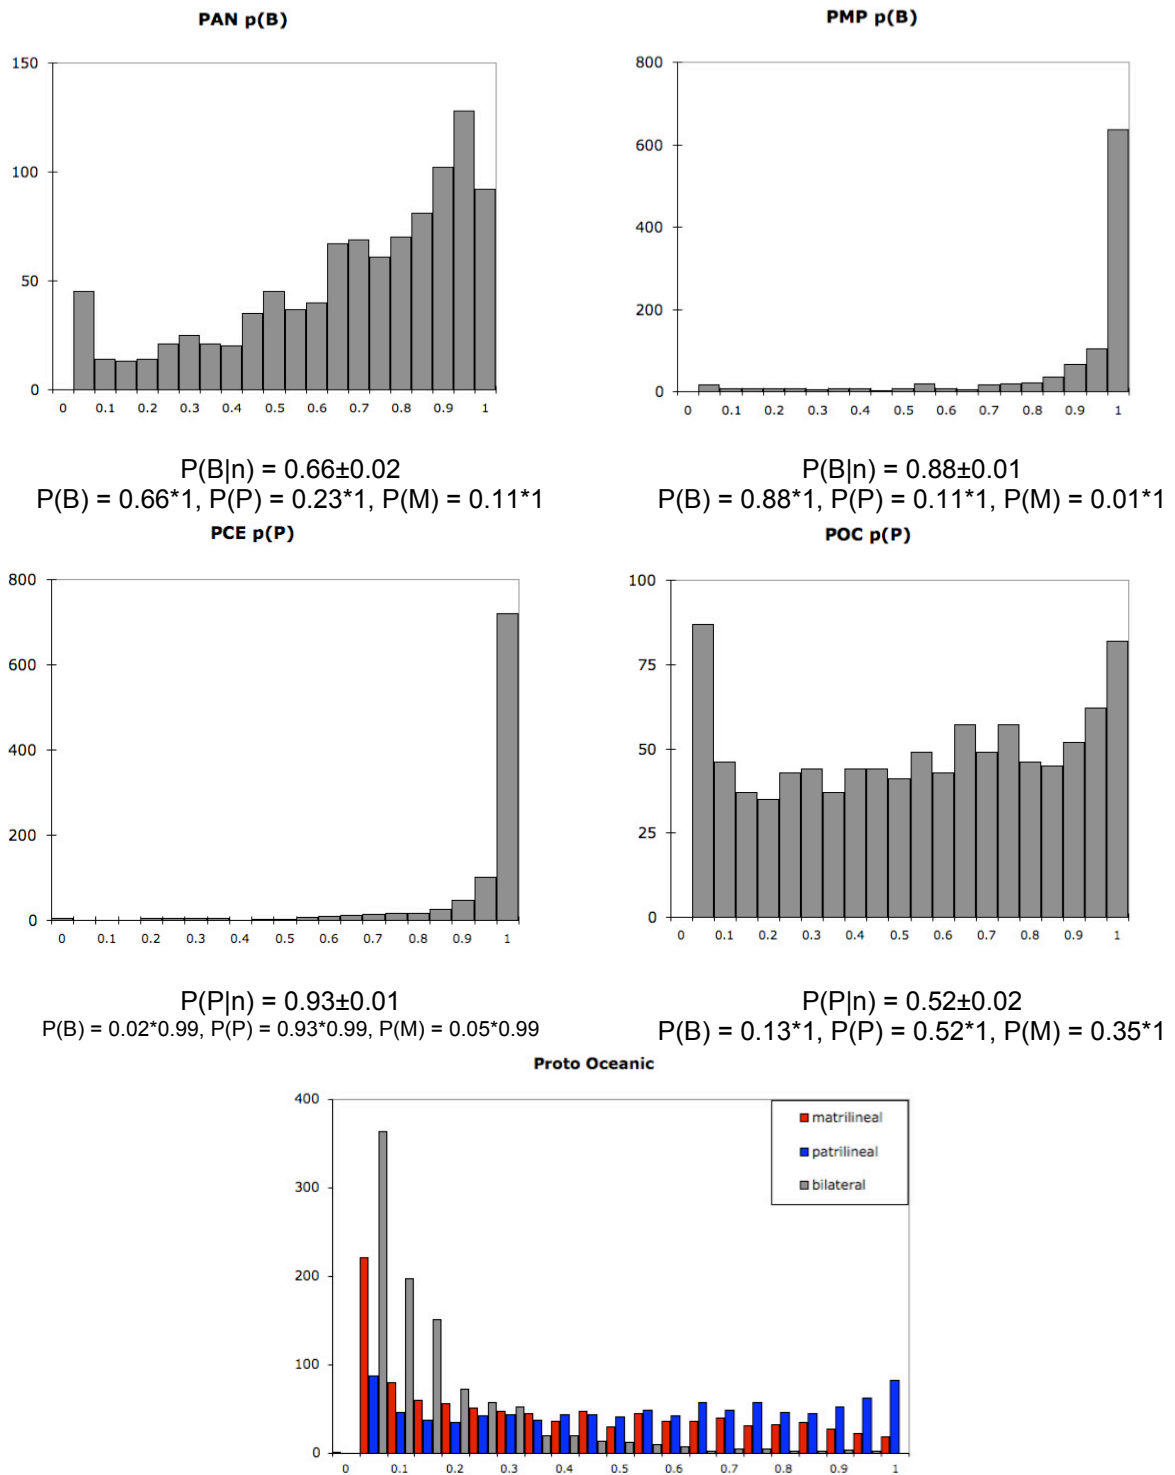 PAN p(B)
150
100
50
0
0 0.1 0.2 0.3 0.4 0.5 0.6 0.7 0.8 0.9 1
P(B|n) = 0.66±0.02
P(B) = 0.66*1, P(P) = 0.23*1, P(M) = 0.11*1
PMP p(B)
800
600
400
200
0
0 0.1 0.2 0.3 0.4 0.5 0.6 0.7 0.8 0.9 1
P(B|n) = 0.88±0.01
P(B) = 0.88*1, P(P) = 0.11*1, P(M) = 0.01*1
PCE p(P)
800
600
400
200
0
0 0.1 0.2 0.3 0.4 0.5 0.6 0.7 0.8 0.9 1
P(P|n) = 0.93±0.01
P(B) = 0.02*0.99, P(P) = 0.93*0.99, P(M) = 0.05*0.99
POC p(P)
100
75
50
25
0
0 0.1 0.2 0.3 0.4 0.5 0.6 0.7 0.8 0.9 1
P(P|n) = 0.52±0.02
P(B) = 0.13*1, P(P) = 0.52*1, P(M) = 0.35*1
Proto Oceanic
400
300
200
100
0
matrilineal
patrilineal
bilateral
0 0.1 0.2 0.3 0.4 0.5 0.6 0.7 0.8 0.9 1